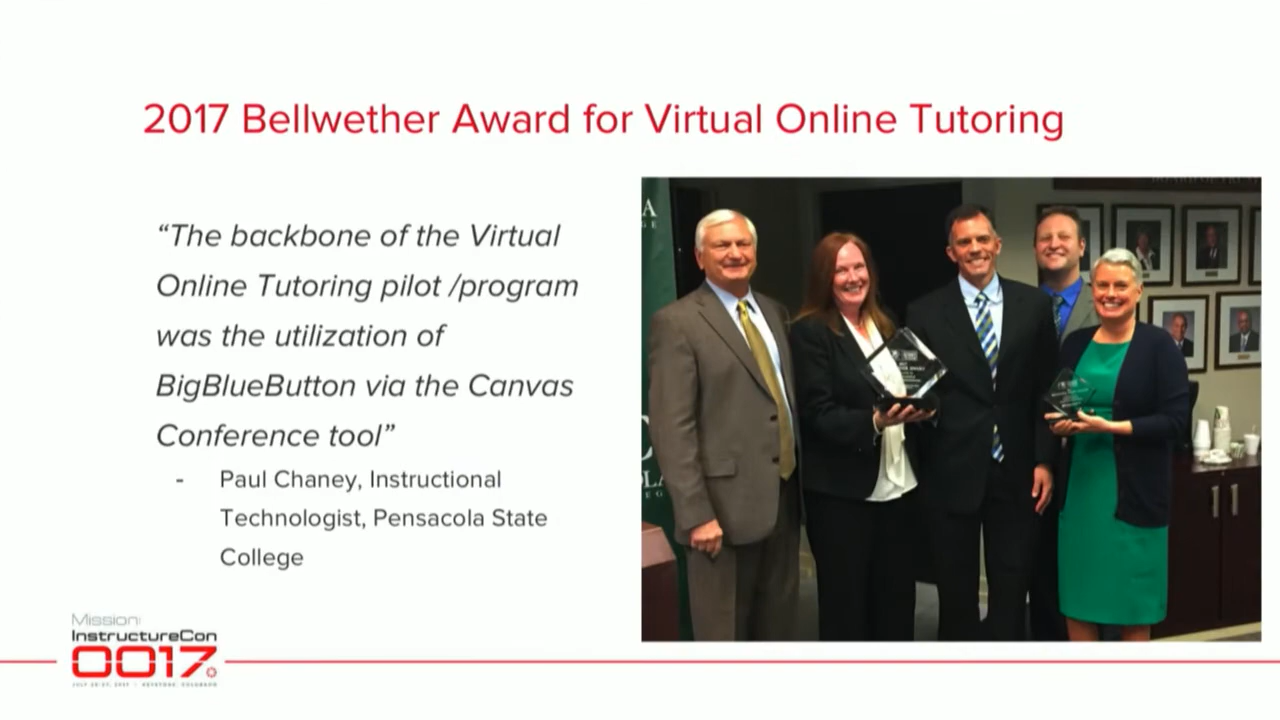 2017 Bellwether Award for Virtual Online Tutoring
“The backbone of the Virtual
Online Tutoring pilot /program
was the utilization of
BigBlueButton via the Canvas
Conference tool”
- Paul Chaney, Instructional
Technologist, Pensacola State
College
Mission:
InstructureCon
0017